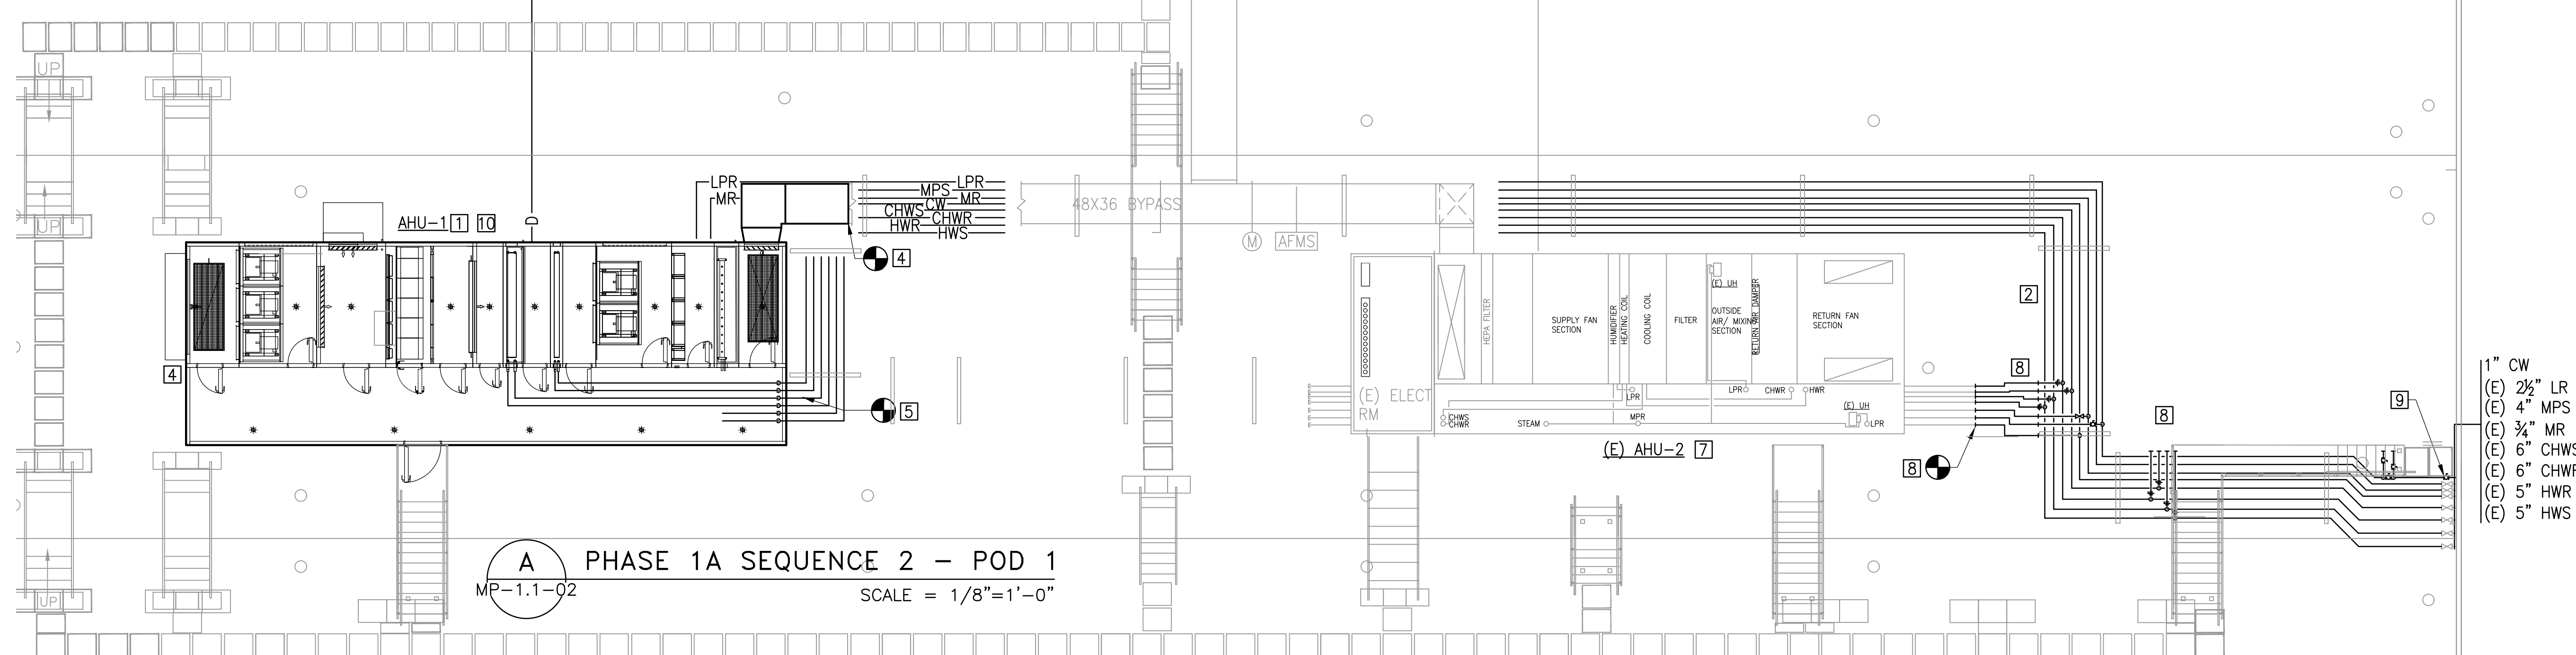 UP
UP
UP
AHU-1 1 10
D
LPR
MR
LPR
MPS
MR
CW
CHWS
CHWR
HWR
HWS
4
4
5
48X36 BYPASS
M
AFMS
(E) ELECT
RM
HEPA FILTER
SUPPLY FAN
SECTION
HUMIDIFIER
HEATING COIL
COOLING COIL
FILTER
(E) UH
OUTSIDE
AIR/ MIXING
SECTION
RETURN AIR DAMPER
RETURN FAN
SECTION
CHWS
CHWR
STEAM
LPR
MPR
LPR
CHWR
HWR
(E) UH
LPR
(E) AHU-2 7
2
8
8
8
9
1" CW
(E) 2½" LR
(E) 4" MPS
(E) ¾" MR
(E) 6" CHWS
(E) 6" CHWR
(E) 5" HWR
(E) 5" HWS
A
MP-1.1-02
PHASE 1A SEQUENCE 2 - POD 1
SCALE = 1/8"=1'-0"